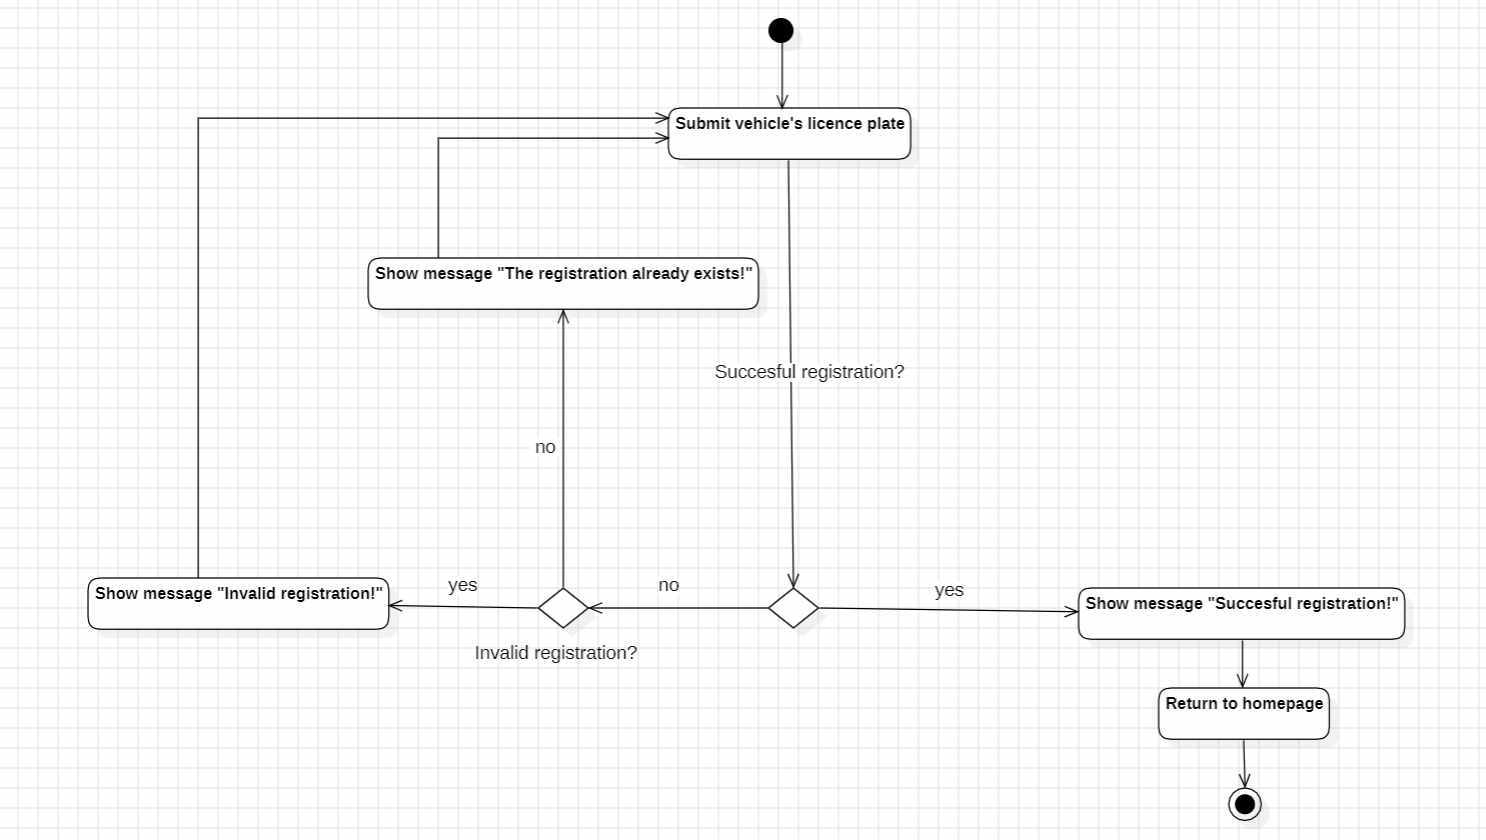 Submit vehicle's licence plate
Show message "The registration already exists!"
Succesful registration?
no
yes
no
yes
Show message "Invalid registration!"
Show message "Succesful registration!"
Invalid registration?
Return to homepage